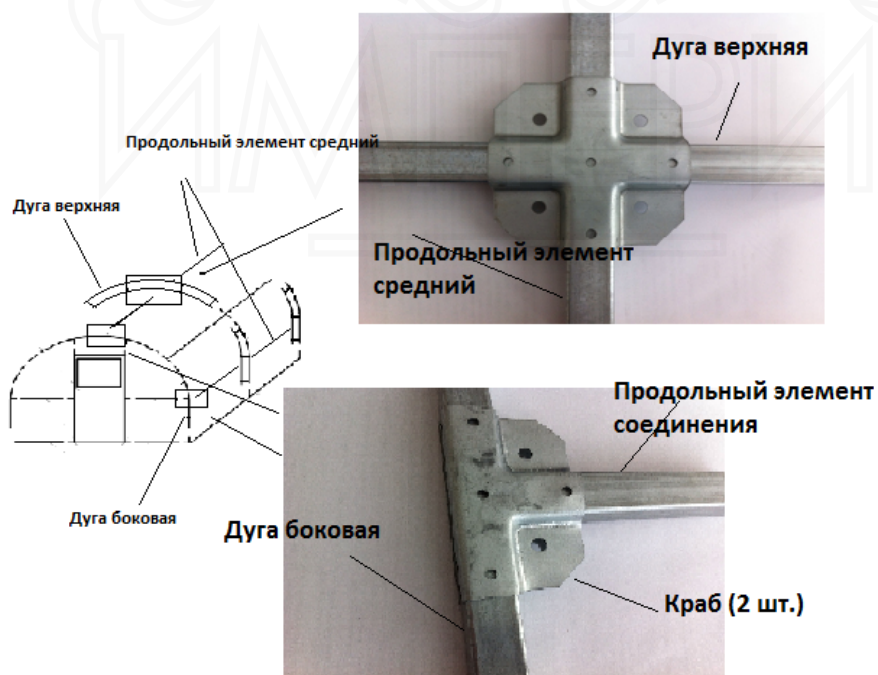 ИМПЕРИ
Дуга верхняя
Продольный элемент средний
Дуга верхняя
Продольный элемент
средний
Продольный элемент
соединения
Дуга боковая
Дуга боковая
Краб (2 шт.)